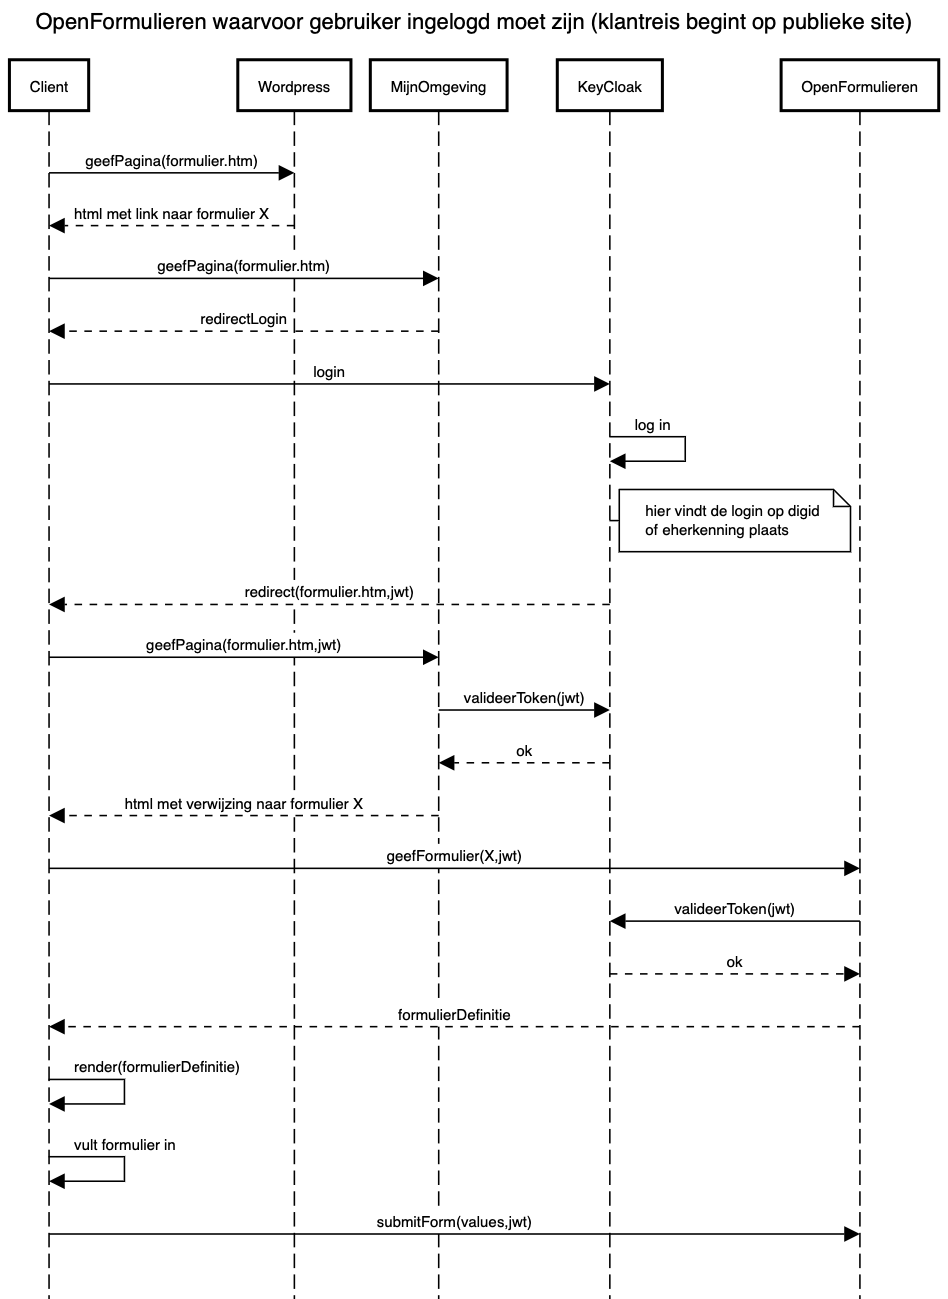 OpenFormulieren waarvoor gebruiker ingelogd moet zijn (klantreis begint op publieke site)
Client
Wordpress
MijnOmgeving
KeyCloak
OpenFormulieren
geefPagina(formulier.htm)
html met link naar formulier X
geefPagina(formulier.htm)
redirectLogin
login
log in
hier vindt de login op digid
of eherkenning plaats
redirect(formulier.htm,jwt)
geefPagina(formulier.htm,jwt)
valideerToken(jwt)
ok
html met verwijzing naar formulier X
geefFormulier(X,jwt)
valideerToken(jwt)
ok
formulierDefinitie
render(formulierDefinitie)
vult formulier in
submitForm(values,jwt)